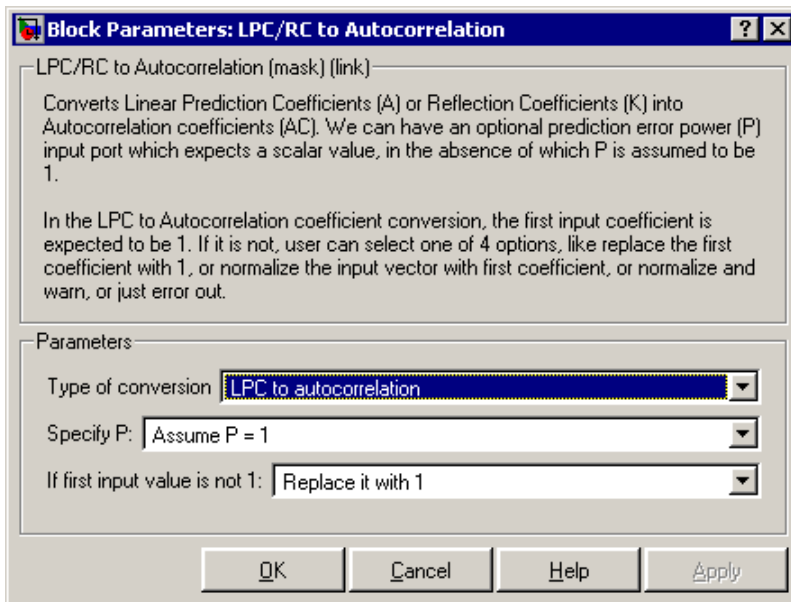 Block Parameters: LPC/RC to Autocorrelation
LPC/RC to Autocorrelation (mask) (link)
Converts Linear Prediction Coefficients (A) or Reflection Coefficients (K) into
Autocorrelation coefficients (AC). We can have an optional prediction error power (P)
input port which expects a scalar value, in the absence of which P is assumed to be
1.
In the LPC to Autocorrelation coefficient conversion, the first input coefficient is
expected to be 1. If it is not, user can select one of 4 options, like replace the first
coefficient with 1, or normalize the input vector with first coefficient, or normalize and
warn, or just error out.
Parameters
Type of conversion LPC to autocorrelation
Specify P: Assume P = 1
If first input value is not 1: Replace it with 1
OK Cancel Help Apply